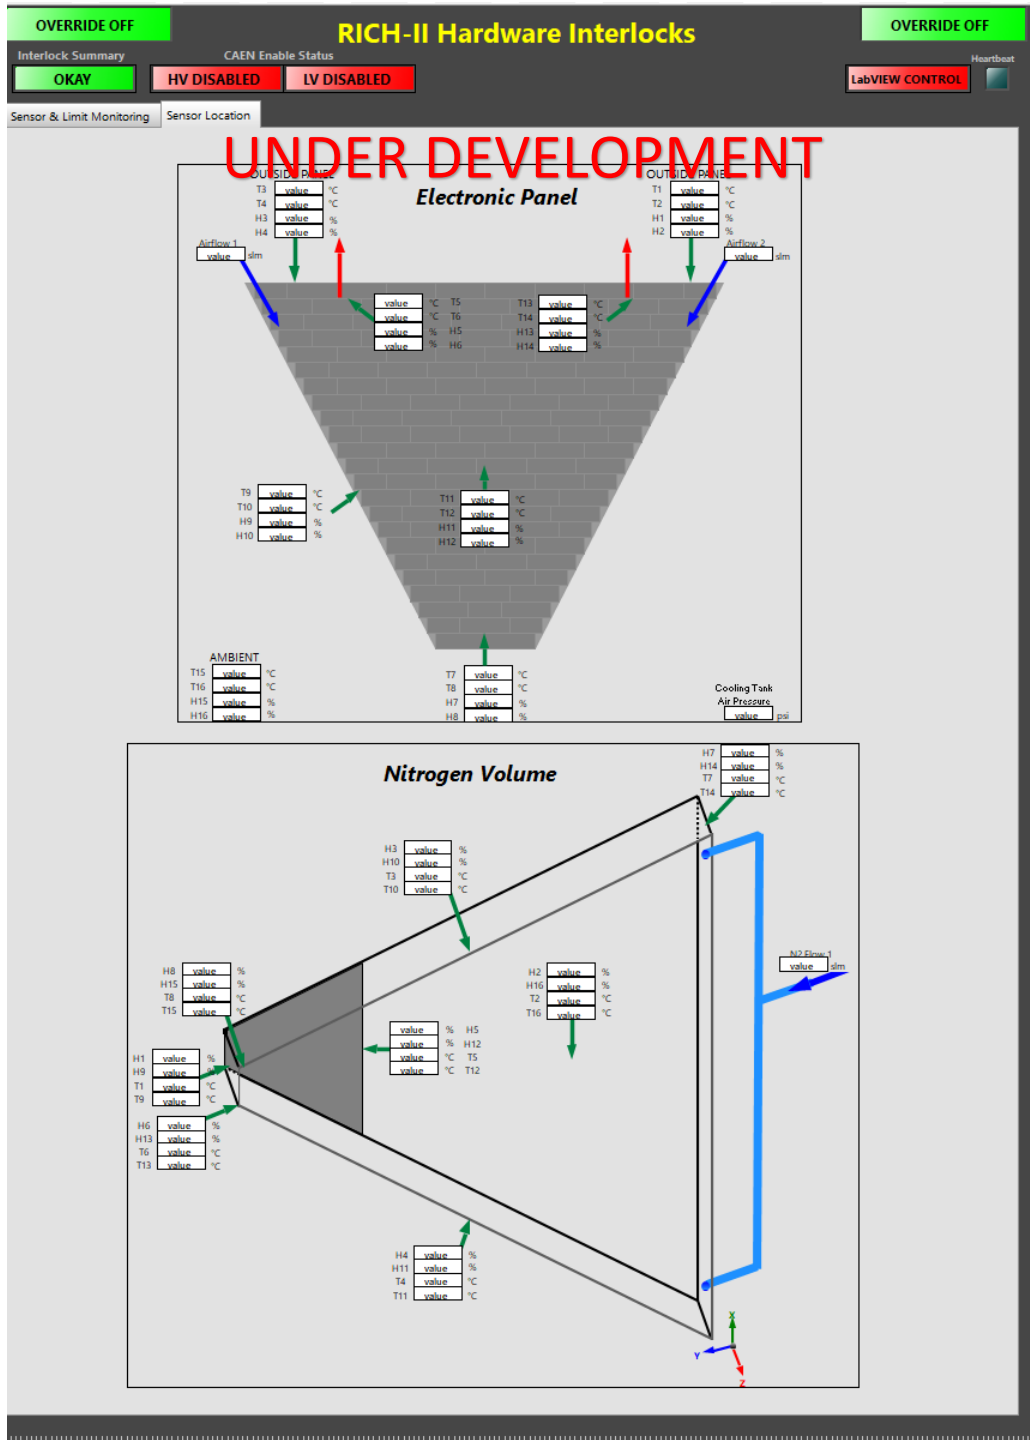 OVERRIDE OFF
RICH-II Hardware Interlocks
OVERRIDE OFF
Interlock Summary
CAEN Enable Status
Heartbeat
OKAY
HV DISABLED
LV DISABLED
LabVIEW CONTROL
Sensor & Limit Monitoring
Sensor Location
UNDER DEVELOPMENT
OUTSIDE PANEL
T3 value °C
T4 value °C
H3 value %
H4 value %
Electronic Panel
OUTSIDE PANEL
T1 value °C
T2 value °C
H1 value %
H2 value %
Airflow 1
value slm
Airflow 2
value slm
value °C T5
value °C T6
value % H5
value % H6
T13 value °C
T14 value °C
H13 value %
H14 value %
T9 value °C
T10 value °C
H9 value %
H10 value %
T11 value °C
T12 value °C
H11 value %
H12 value %
AMBIENT
T15 value °C
T16 value °C
H15 value %
H16 value %
T7 value °C
T8 value °C
H7 value %
H8 value %
Cooling Tank
Air Pressure
value psi
Nitrogen Volume
H7 value %
H14 value %
T7 value °C
T14 value °C
H3 value %
H10 value %
T3 value °C
T10 value °C
N2 Flow 1
value slm
H8 value %
H15 value %
T8 value °C
T15 value °C
H2 value %
H16 value %
T2 value °C
T16 value °C
value % H5
value % H12
value °C T5
value °C T12
H1 value %
H9 value %
T1 value °C
T9 value °C
H6 value %
H13 value %
T6 value °C
T13 value °C
H4 value %
H11 value %
T4 value °C
T11 value °C
X
Y
Z